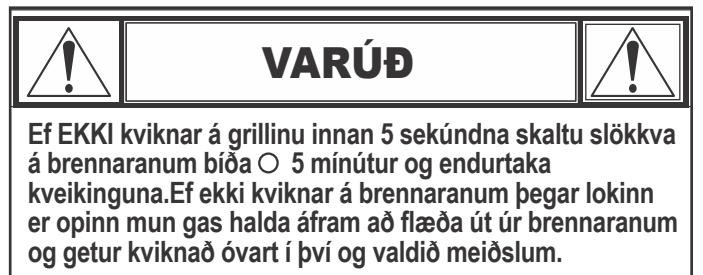 VARÚÐ
Ef EKKI kviknar á grillinu innan 5 sekúndna skaltu slökkva
á brennaranum bíða ○ 5 mínútur og endurtaka
kveikinguna.Ef ekki kviknar á brennaranum þegar lokinn
er opinn mun gas halda áfram að flæða út úr brennaranum
og getur kviknað óvart í því og valdið meiðslum.